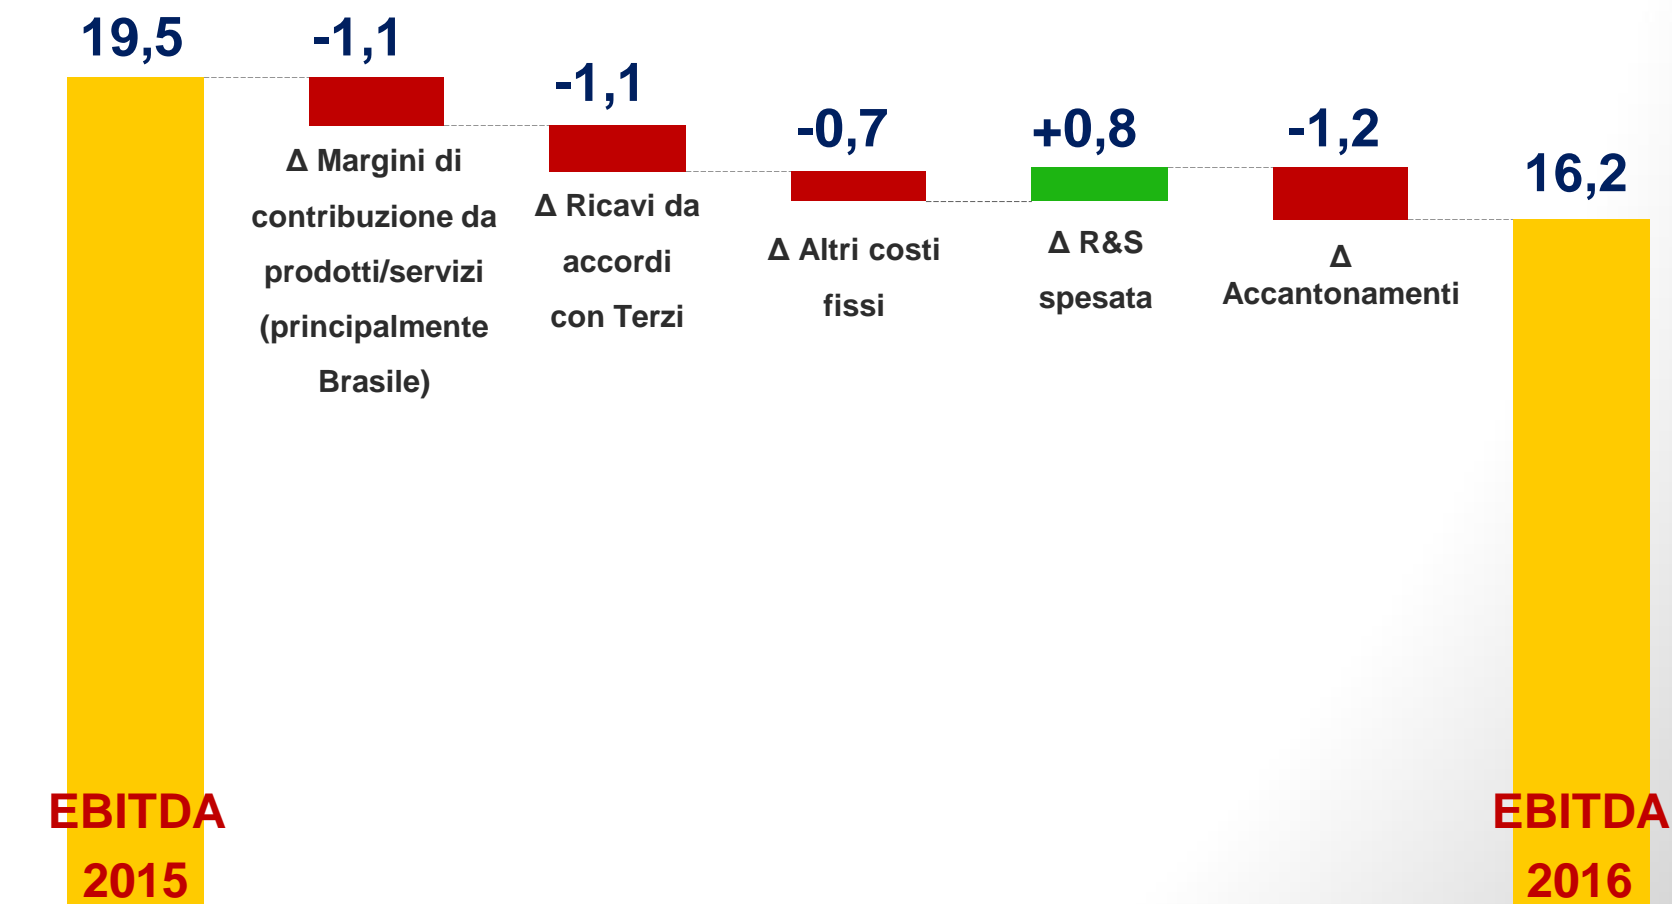 19,5
-1,1
Δ Margini di
contribuzione da
prodotti/servizi
(principalmente
Brasile)
-1,1
Δ Ricavi da
accordi
con Terzi
-0,7
Δ Altri costi
fissi
+0,8
Δ R&S
spesata
-1,2
Δ
Accantonamenti
16,2
EBITDA
2015
EBITDA
2016